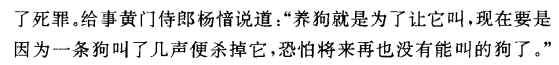 了死罪。给事黄门侍郎杨愔说道：“养狗就是为了让它叫，现在要是
因为一条狗叫了几声便杀掉它，恐怕将来再也没有能叫的狗了。”